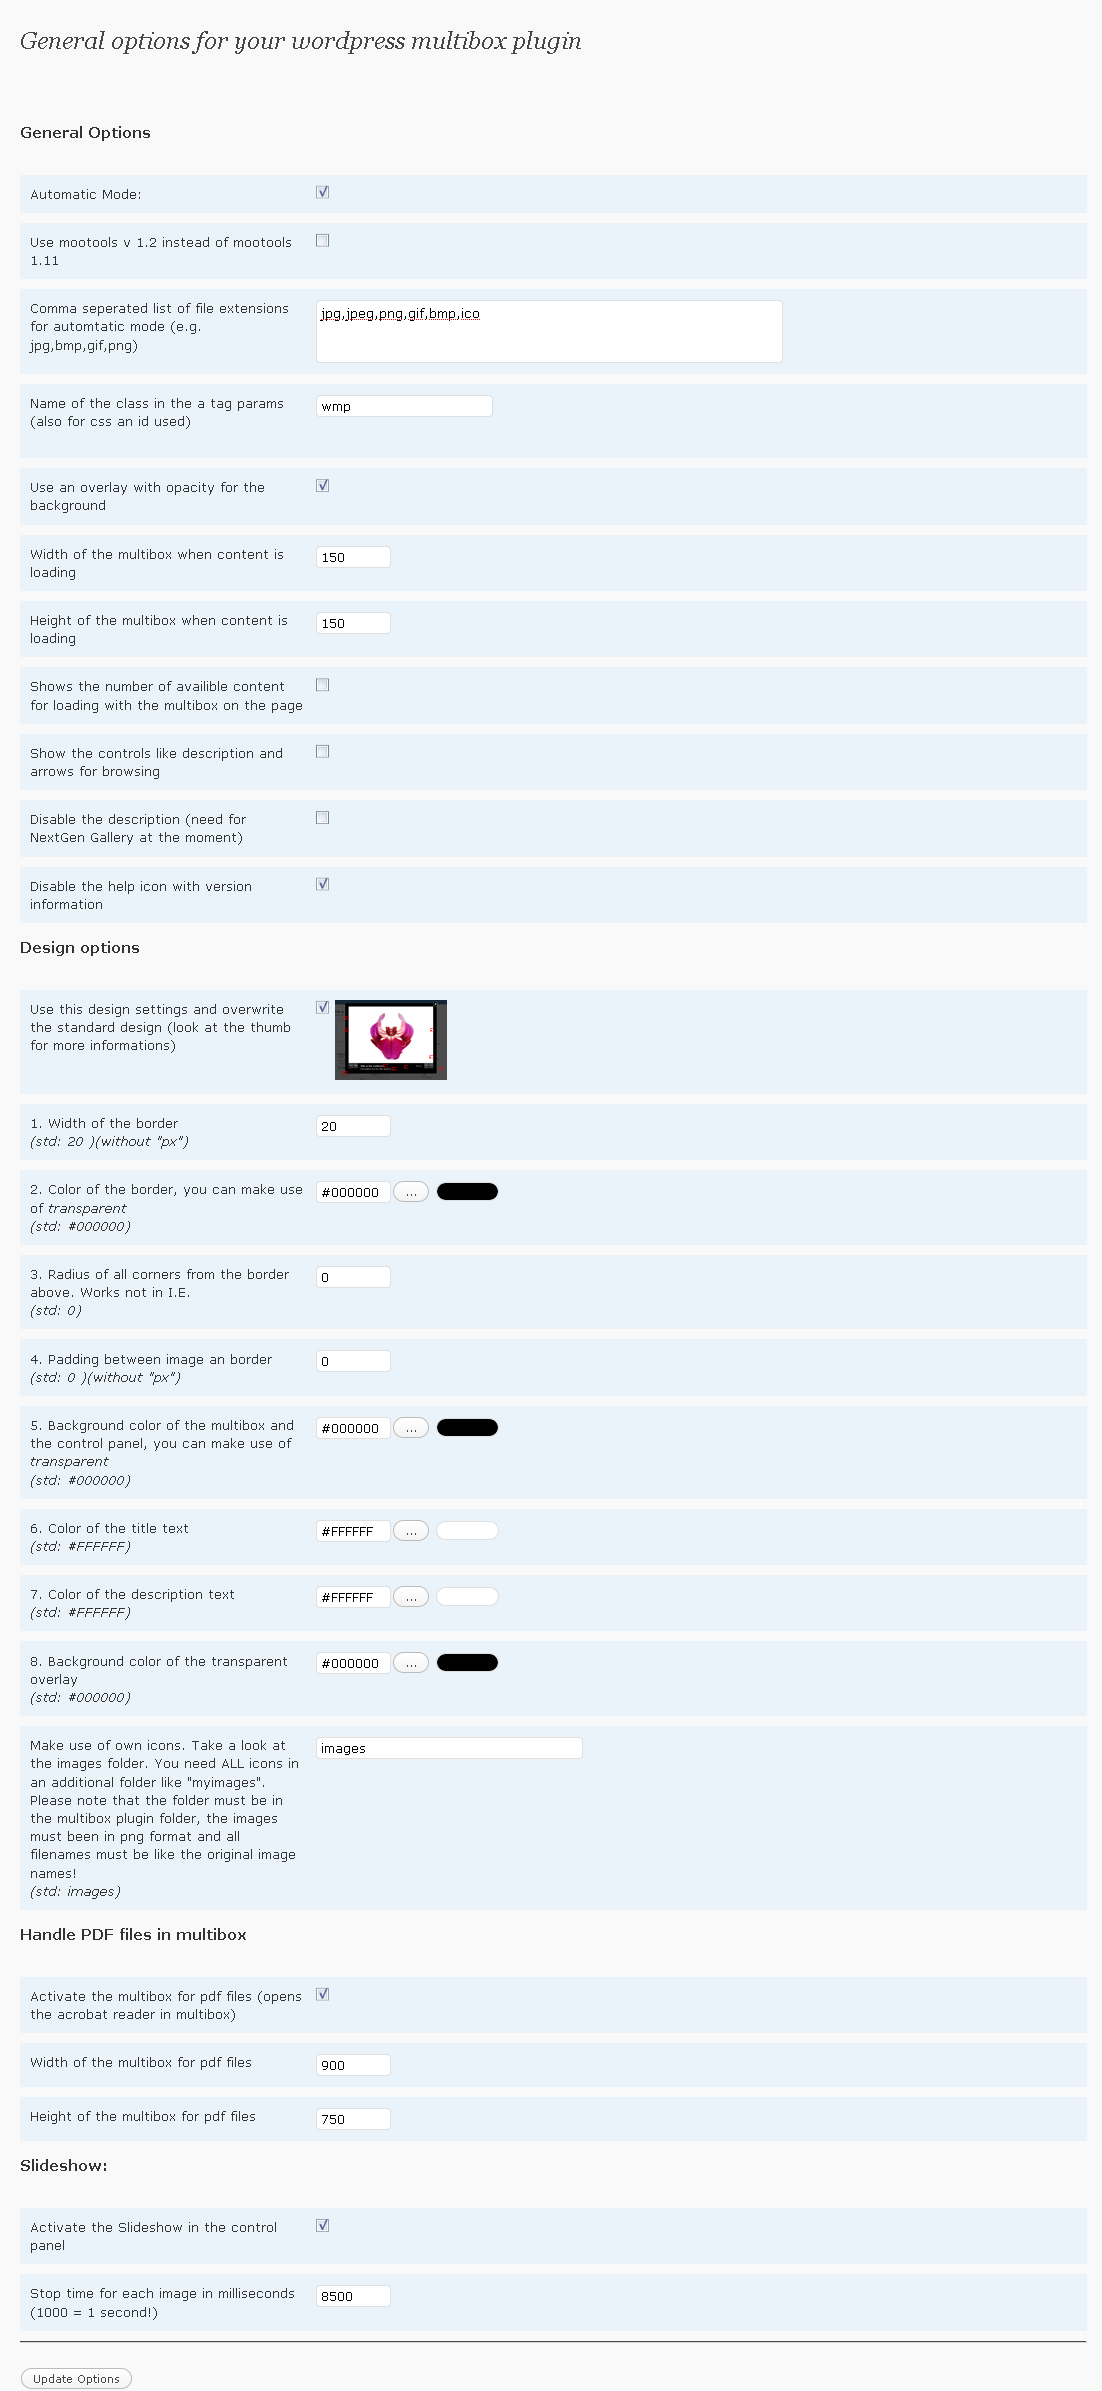 General options for your wordpress multibox plugin
General Options
Automatic Mode:
Use mootools v 1.2 instead of mootools
1.11
Comma seperated list of file extensions
for automtatic mode (e.g.
jpg,bmp,gif,png)
jpg,jpeg,png,gif,bmp,ico
Name of the class in the a tag params
(also for css an id used)
wmp
Use an overlay with opacity for the
background
Width of the multibox when content is
loading
150
Height of the multibox when content is
loading
150
Shows the number of availible content
for loading with the multibox on the page
Show the controls like description and
arrows for browsing
Disable the description (need for
NextGen Gallery at the moment)
Disable the help icon with version
information
Design options
Use this design settings and overwrite
the standard design (look at the thumb
for more informations)
1. Width of the border
(std: 20 )(without "px")
20
2. Color of the border, you can make use
of transparent
(std: #000000)
#000000 ...
3. Radius of all corners from the border
above. Works not in I.E.
(std: 0)
0
4. Padding between image an border
(std: 0 )(without "px")
0
5. Background color of the multibox and
the control panel, you can make use of
transparent
(std: #000000)
#000000 ...
6. Color of the title text
(std: #FFFFFF)
#FFFFFF ...
7. Color of the description text
(std: #FFFFFF)
#FFFFFF ...
8. Background color of the transparent
overlay
(std: #000000)
#000000 ...
Make use of own icons. Take a look at
the images folder. You need ALL icons in
an additional folder like "myimages".
Please note that the folder must be in
the multibox plugin folder, the images
must been in png format and all
filenames must be like the original image
names!
(std: images)
images
Handle PDF files in multibox
Activate the multibox for pdf files (opens
the acrobat reader in multibox)
Width of the multibox for pdf files
900
Height of the multibox for pdf files
750
Slideshow:
Activate the Slideshow in the control
panel
Stop time for each image in milliseconds
(1000 = 1 second!)
8500
Update Options